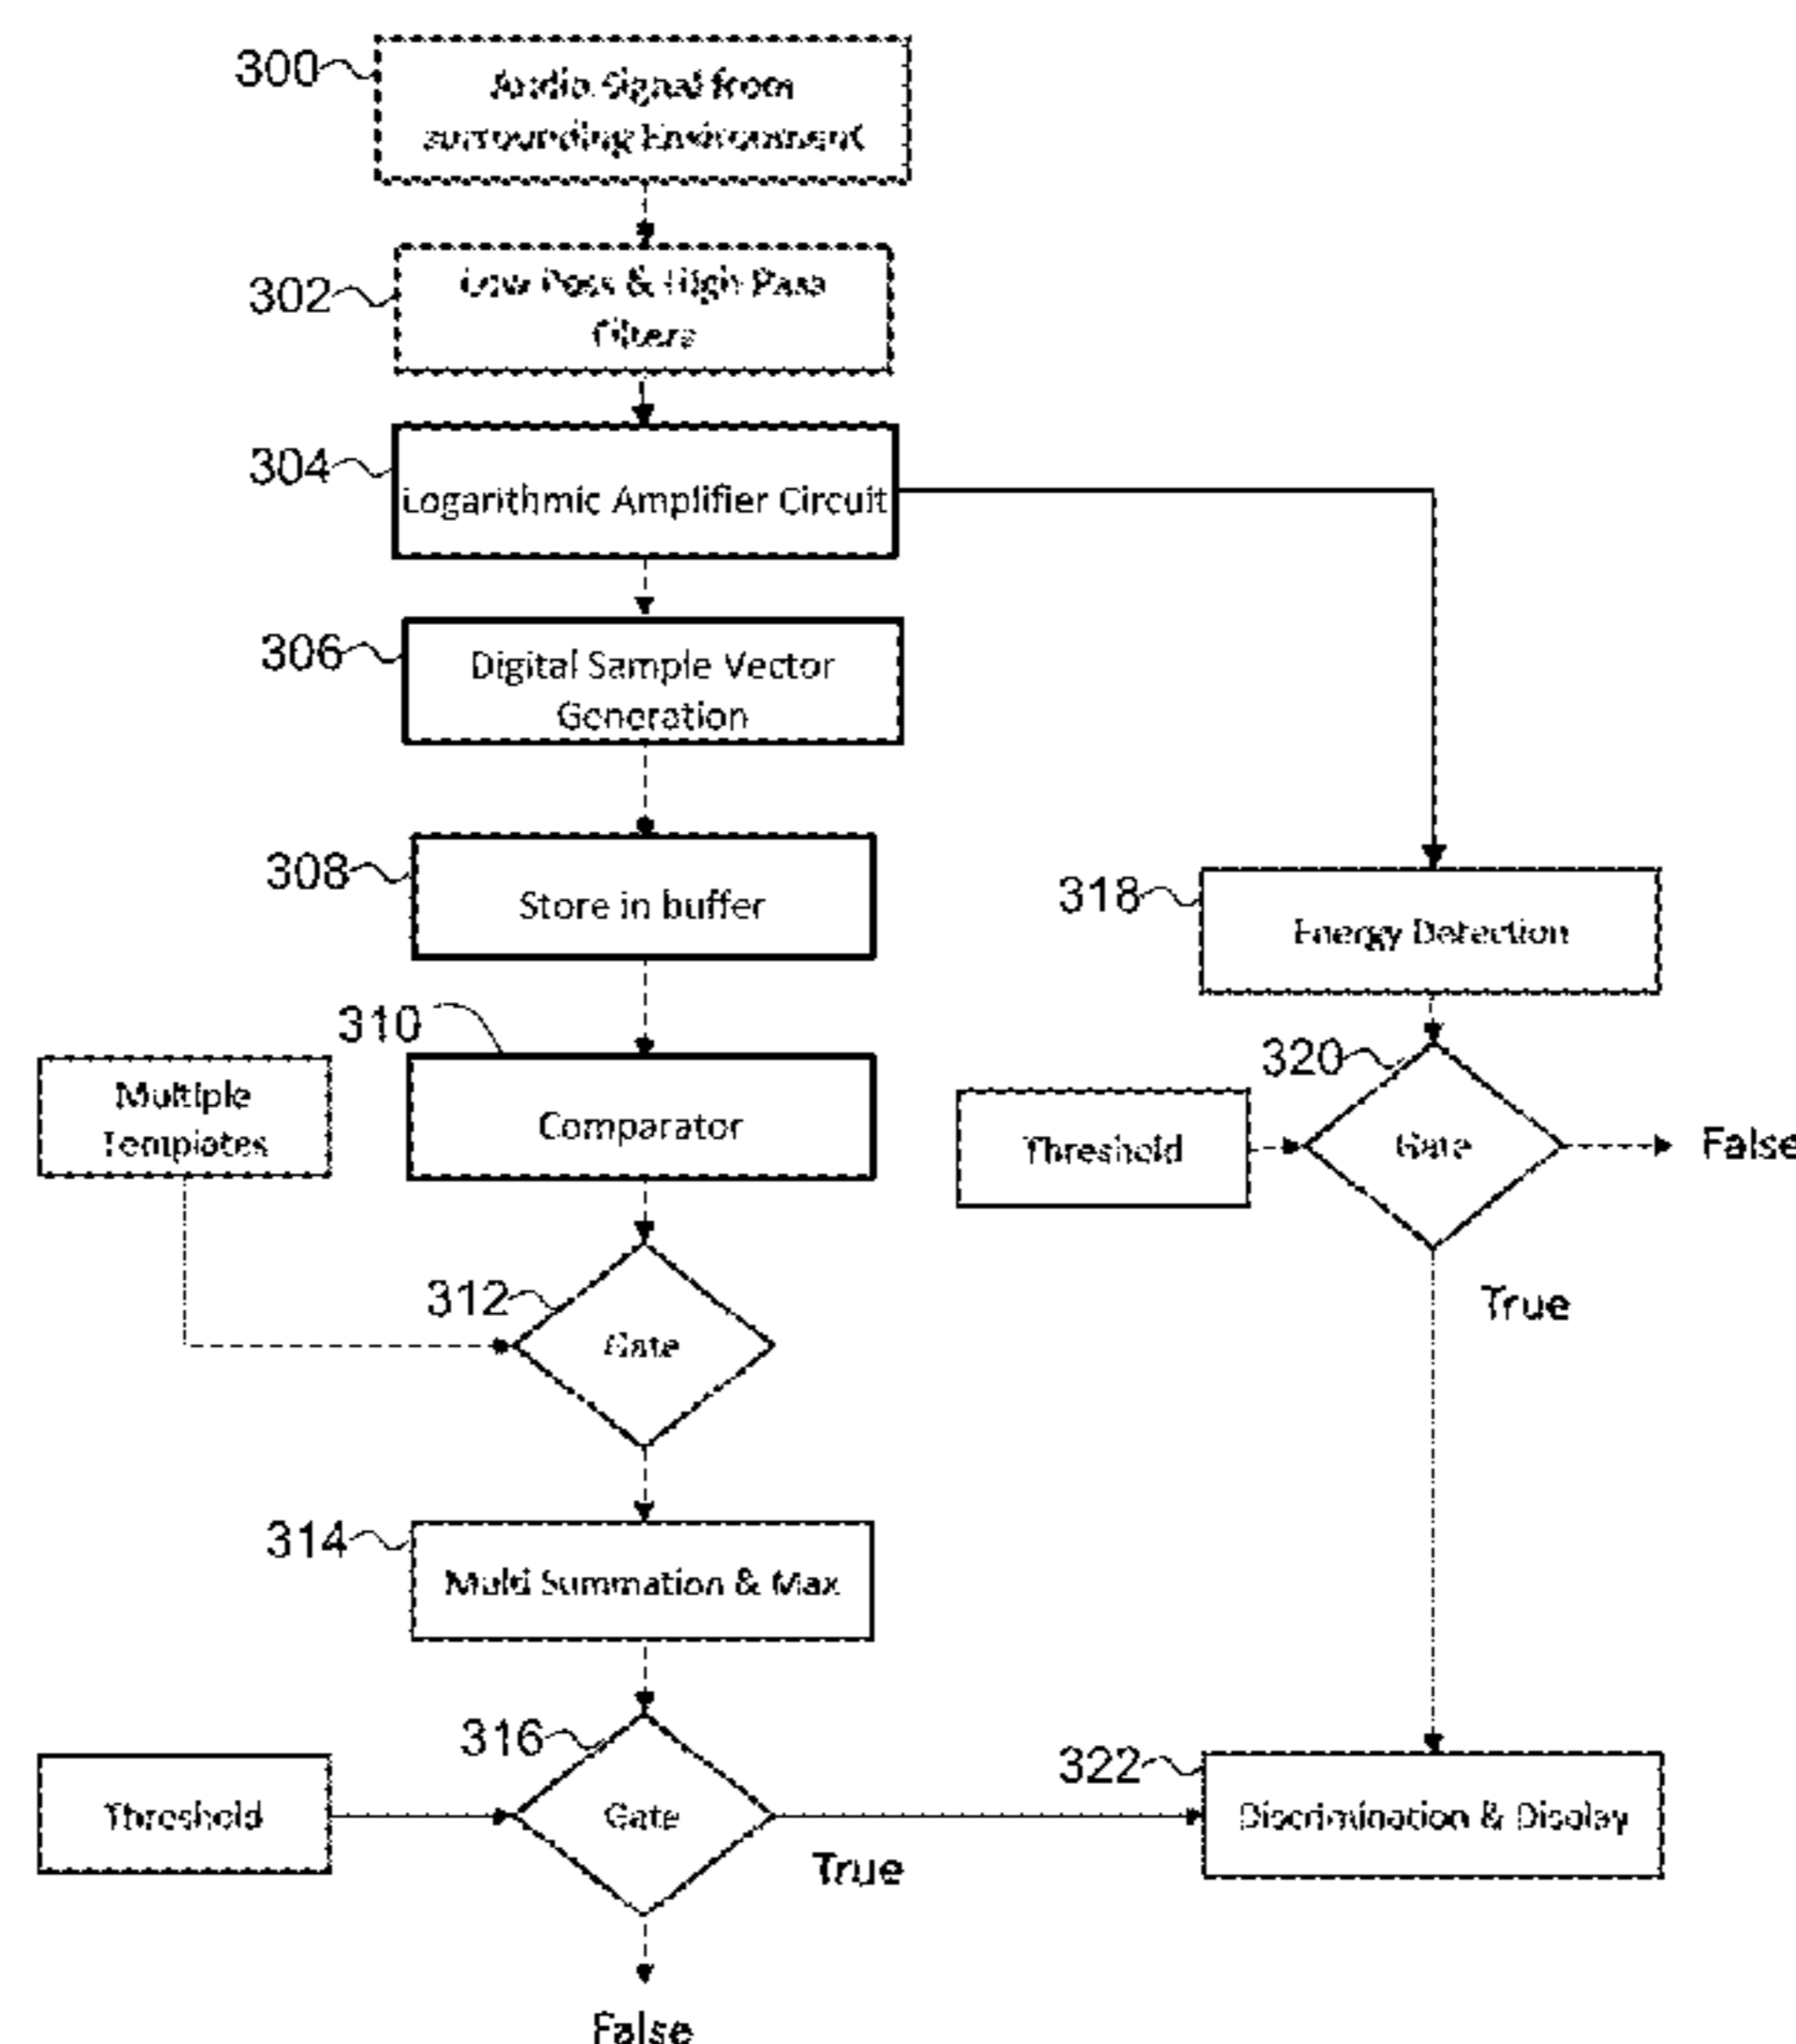 300
Audio Signal from
surrounding Environment
302
Low Pass & High Pass
Filters
304
Logarithmic Amplifier Circuit
306
Digital Sample Vector
Generation
308
Store in buffer
318
Energy Detection
310
Comparator
Multiple
Templates
320
Threshold
Gate
False
312
Gate
True
314
Multi Summation & Max
316
Threshold
Gate
True
322
Discrimination & Display
False